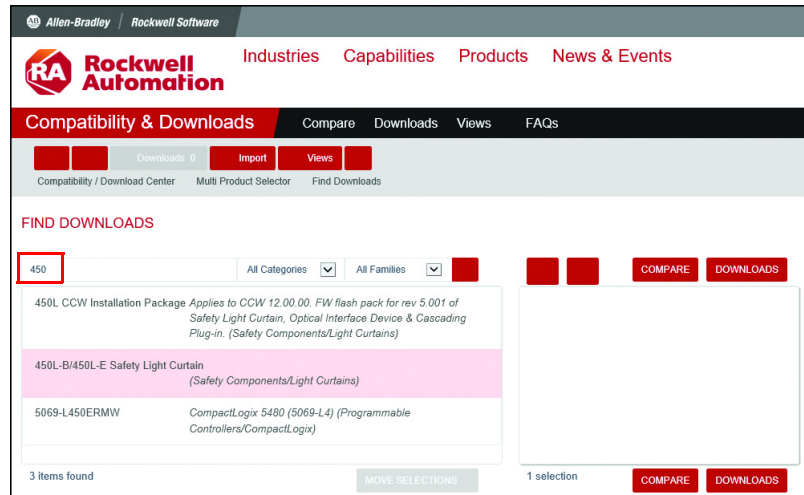 AB Allen-Bradley Rockwell Software
RA Rockwell Automation
Industries Capabilities Products News & Events
Compatibility & Downloads Compare Downloads Views FAQs
Downloads 0 Import Views
Compatibility / Download Center Multi Product Selector Find Downloads
FIND DOWNLOADS
450 All Categories All Families COMPARE DOWNLOADS
450L CCW Installation Package Applies to CCW 12.00.00. FW flash pack for rev 5.001 of
Safety Light Curtain, Optical Interface Device & Cascading
Plug-in. (Safety Components/Light Curtains)
450L-B/450L-E Safety Light Curtain
(Safety Components/Light Curtains)
5069-L450ERMW CompactLogix 5480 (5069-L4) (Programmable
Controllers/CompactLogix)
3 items found MOVE SELECTIONS 1 selection COMPARE DOWNLOADS